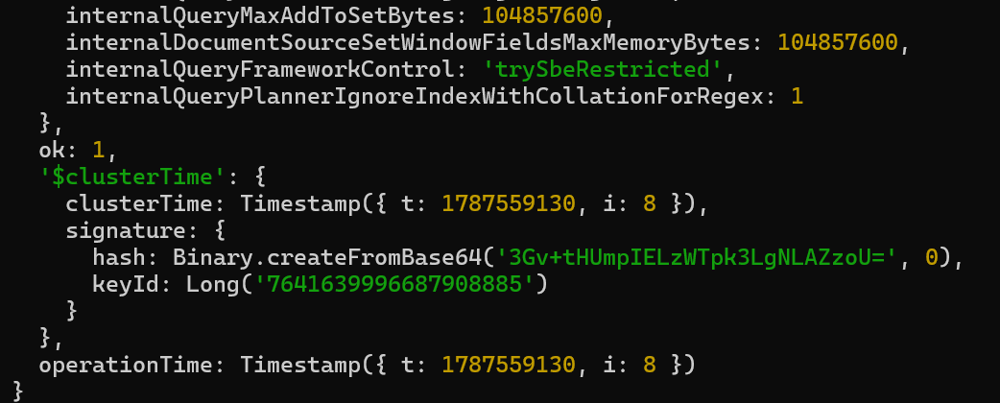 internalQueryMaxAddToSetBytes: 104857600,
internalDocumentSourceSetWindowFieldsMaxMemoryBytes: 104857600,
internalQueryFrameworkControl: 'trySbeRestricted',
internalQueryPlannerIgnoreIndexWithCollationForRegex: 1
},
ok: 1,
'$clusterTime': {
clusterTime: Timestamp({ t: 1787559130, i: 8 }),
signature: {
hash: Binary.createFromBase64('3Gv+tHUmpIELzWTpk3LgNLAZzoU=', 0),
keyId: Long('7641639996687908885')
}
},
operationTime: Timestamp({ t: 1787559130, i: 8 })
}